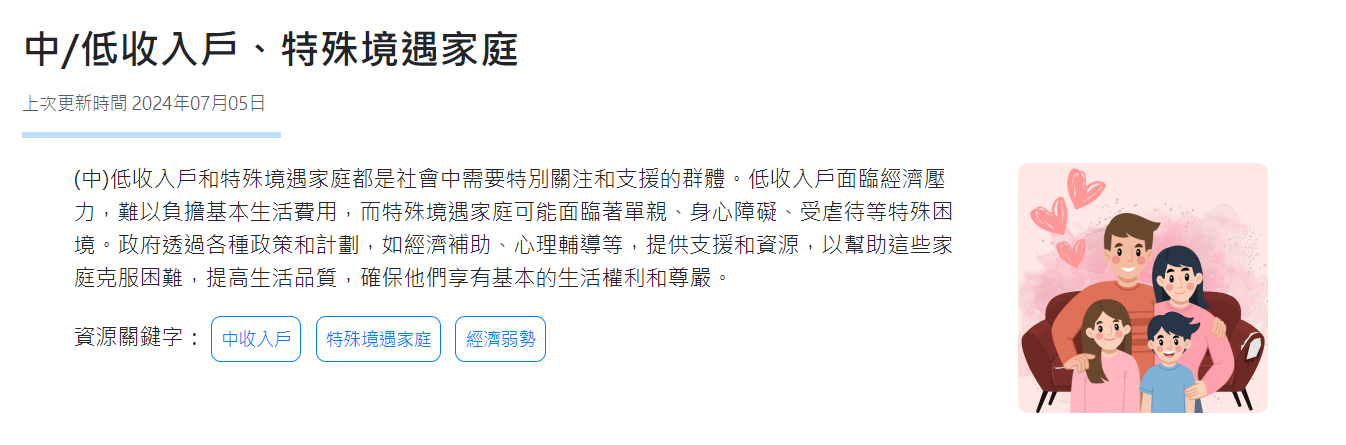 中/低收入戶、特殊境遇家庭
上次更新時間 2024年07月05日
(中)低收入戶和特殊境遇家庭都是社會中需要特別關注和支援的群體。低收入戶面臨經濟壓
力，難以負擔基本生活費用，而特殊境遇家庭可能面臨著單親、身心障礙、受虐待等特殊困
境。政府透過各種政策和計劃，如經濟補助、心理輔導等，提供支援和資源，以幫助這些家
庭克服困難，提高生活品質，確保他們享有基本的生活權利和尊嚴。
資源關鍵字： 中收入戶 特殊境遇家庭 經濟弱勢